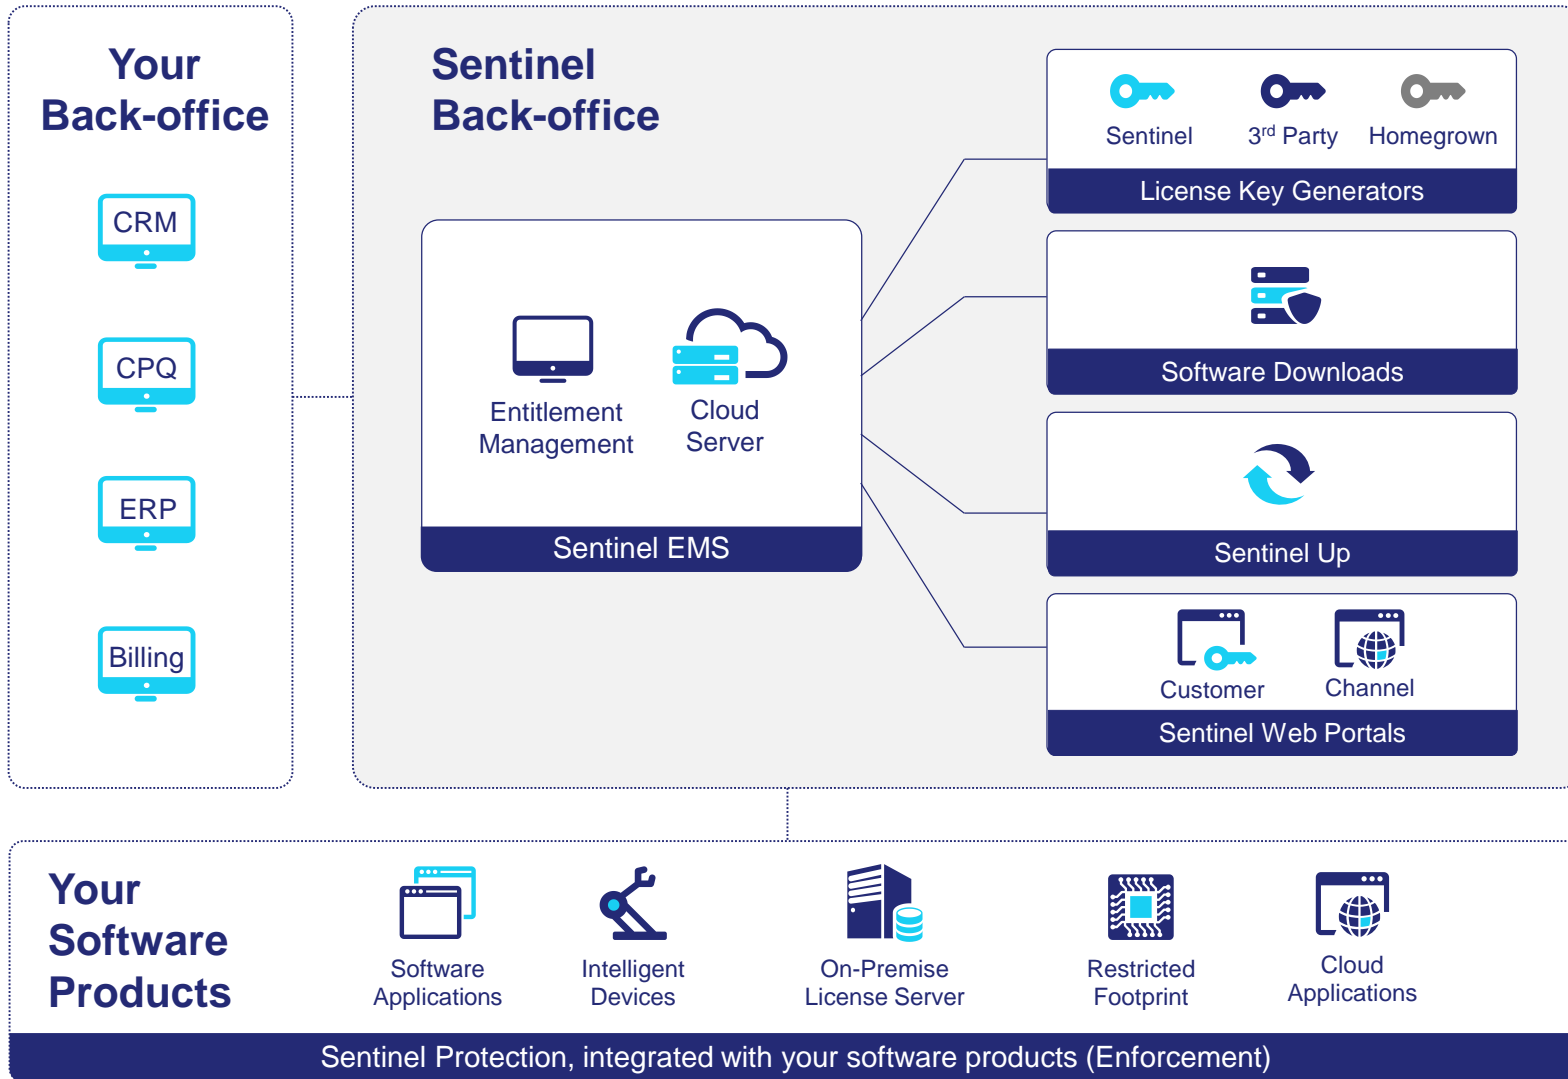 Your
Back-office
CRM
CPQ
ERP
Billing
Sentinel
Back-office
Entitlement
Management
Cloud
Server
Sentinel EMS
Sentinel
3rd Party
Homegrown
License Key Generators
Software Downloads
Sentinel Up
Customer
Channel
Sentinel Web Portals
Your
Software
Products
Software
Applications
Intelligent
Devices
On-Premise
License Server
Restricted
Footprint
Cloud
Applications
Sentinel Protection, integrated with your software products (Enforcement)